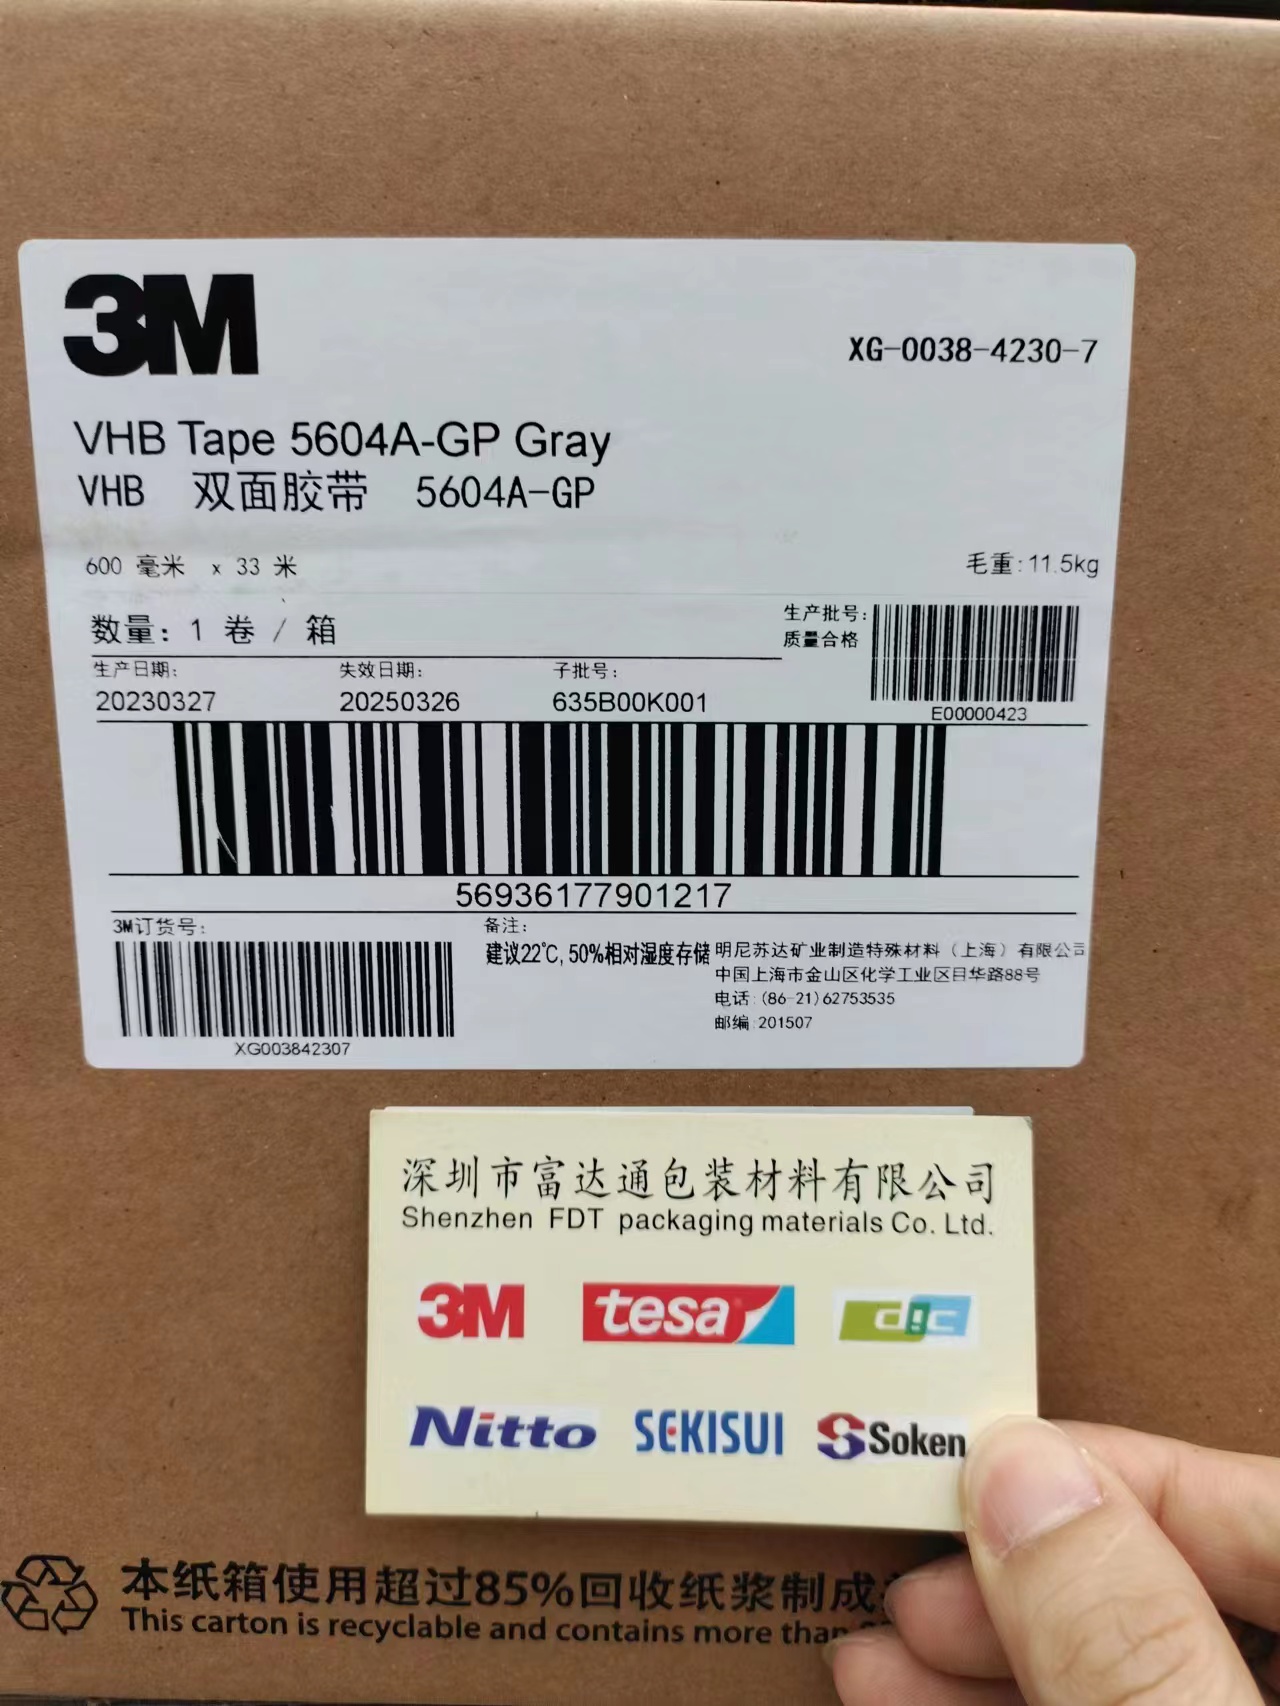 3M
XG-0038-4230-7
VHB Tape 5604A-GP Gray
VHB 双面胶带 5604A-GP
600 毫米 x 33 米
毛重:11.5kg
数量: 1 卷 / 箱
生产批号:
质量合格
E00000423
生产日期: 失效日期: 子批号:
20230327 20250326 635B00K001
56936177901217
3M订货号:
XG003842307
备注:
建议22℃,50%相对湿度存储
明尼苏达矿业制造特殊材料（上海）有限公司
中国上海市金山区化学工业区目华路88号
电话:(86-21)62753535
邮编:201507
深圳市富达通包装材料有限公司
Shenzhen FDT packaging materials Co. Ltd.
3M tesa dic
Nitto SEKISUI Soken
本纸箱使用超过85%回收纸浆制成
This carton is recyclable and contains more than